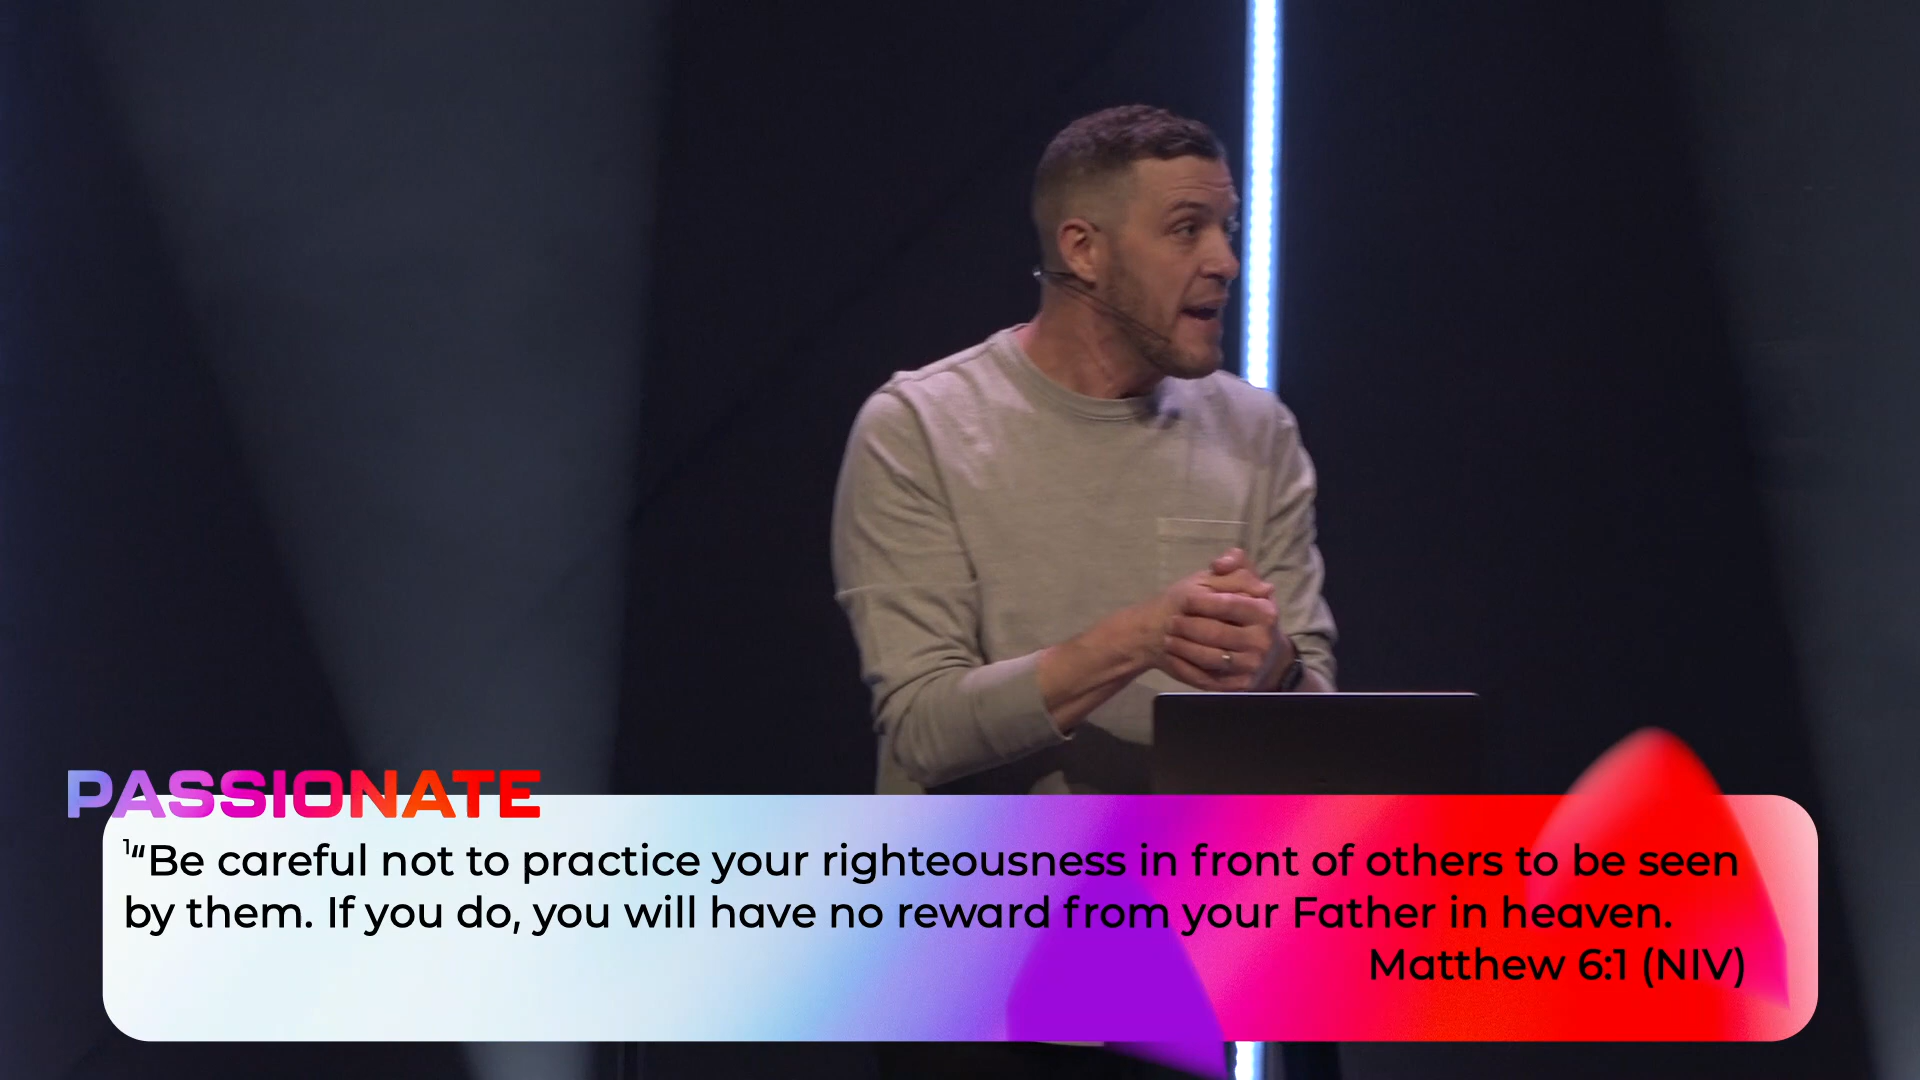 PASSIONATE
¹“Be careful not to practice your righteousness in front of others to be seen
by them. If you do, you will have no reward from your Father in heaven.
Matthew 6:1 (NIV)